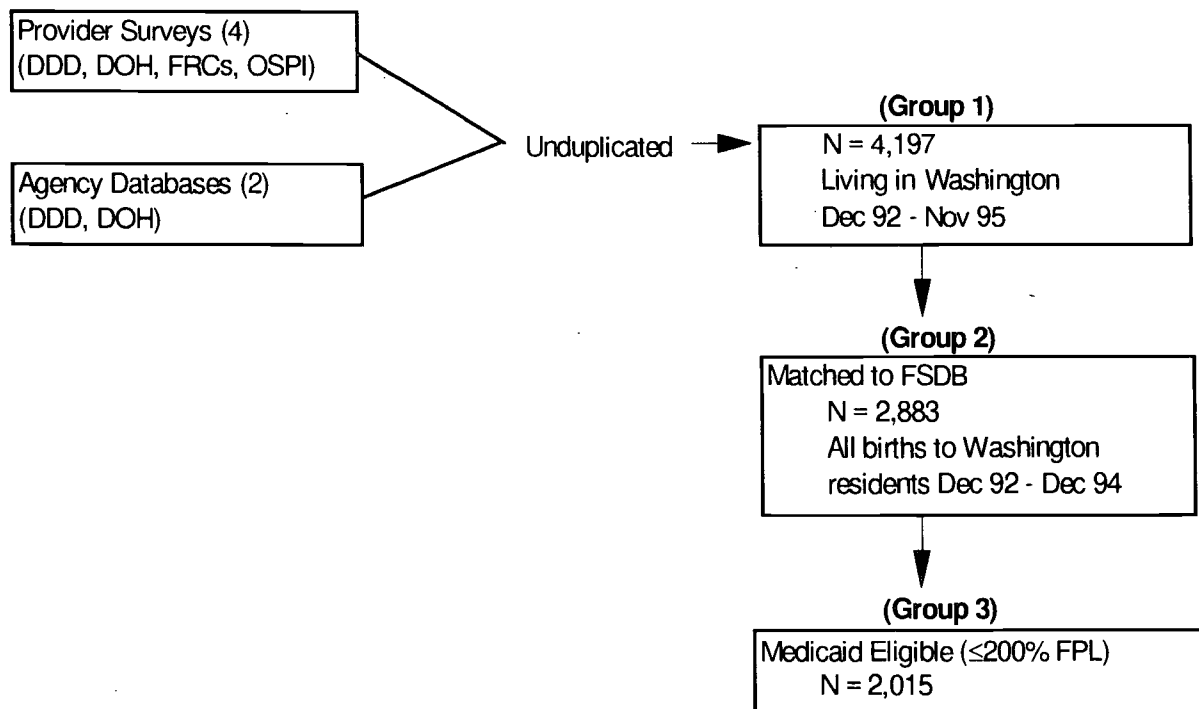 Provider Surveys (4)
(DDD, DOH, FRCs, OSPI)
Agency Databases (2)
(DDD, DOH)
Unduplicated
(Group 1)
N = 4,197
Living in Washington
Dec 92 - Nov 95
(Group 2)
Matched to FSDB
N = 2,883
All births to Washington
residents Dec 92 - Dec 94
(Group 3)
Medicaid Eligible (≤200% FPL)
N = 2,015